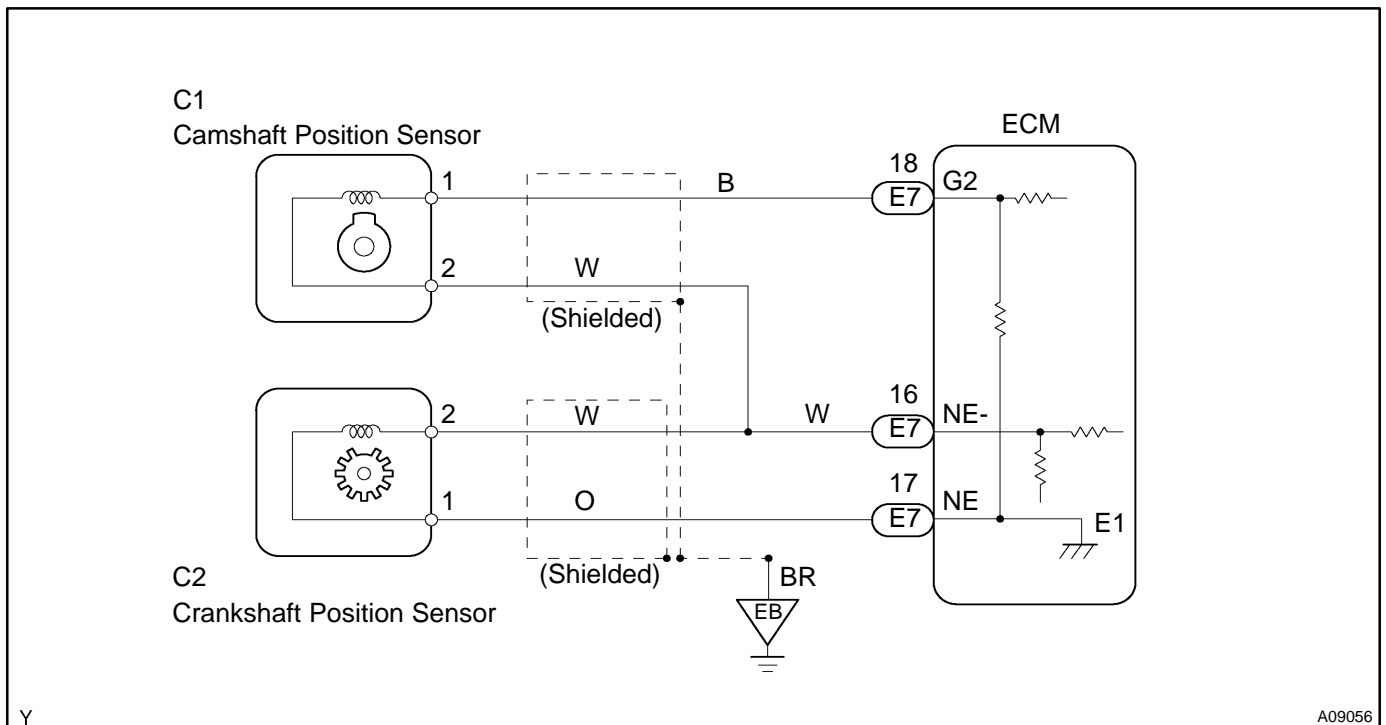 C1
Camshaft Position Sensor
1
2
B
W
(Shielded)
ECM
18
E7
G2
2
1
W
W
O
(Shielded)
16
E7
NE-
17
E7
NE
E1
BR
EB
C2
Crankshaft Position Sensor
Y
A09056